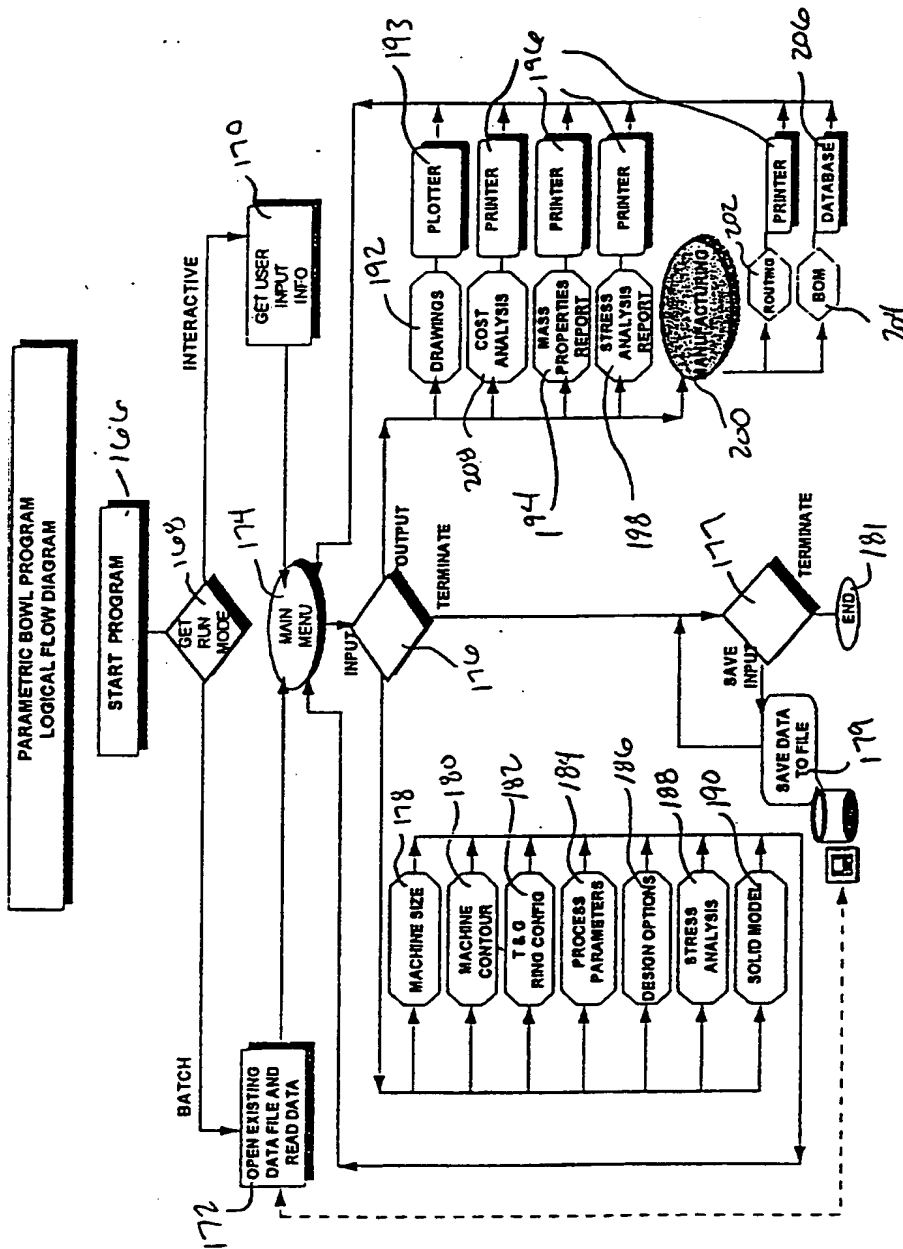 PARAMETRIC BOWL PROGRAM
LOGICAL FLOW DIAGRAM
START PROGRAM
166
GET
RUN
MODE
168
BATCH
INTERACTIVE
172
OPEN EXISTING
DATA FILE AND
READ DATA
GET USER
INPUT
INFO
170
MAIN
MENU
174
INPUT
OUTPUT
TERMINATE
176
MACHINE SIZE
178
MACHINE
CONTOUR
180
T & G
RING CONFIG
182
PROCESS
PARAMETERS
184
DESIGN OPTIONS
186
STRESS
ANALYSIS
188
SOLID MODEL
190
DRAWINGS
192
PLOTTER
193
COST
ANALYSIS
208
PRINTER
196
MASS
PROPERTIES
REPORT
194
PRINTER
196
STRESS
ANALYSIS
REPORT
198
PRINTER
MANUFACTURING
200
ROUTING
202
PRINTER
BOM
204
DATABASE
206
SAVE
INPUT
177
TERMINATE
SAVE DATA
TO FILE
179
END
181